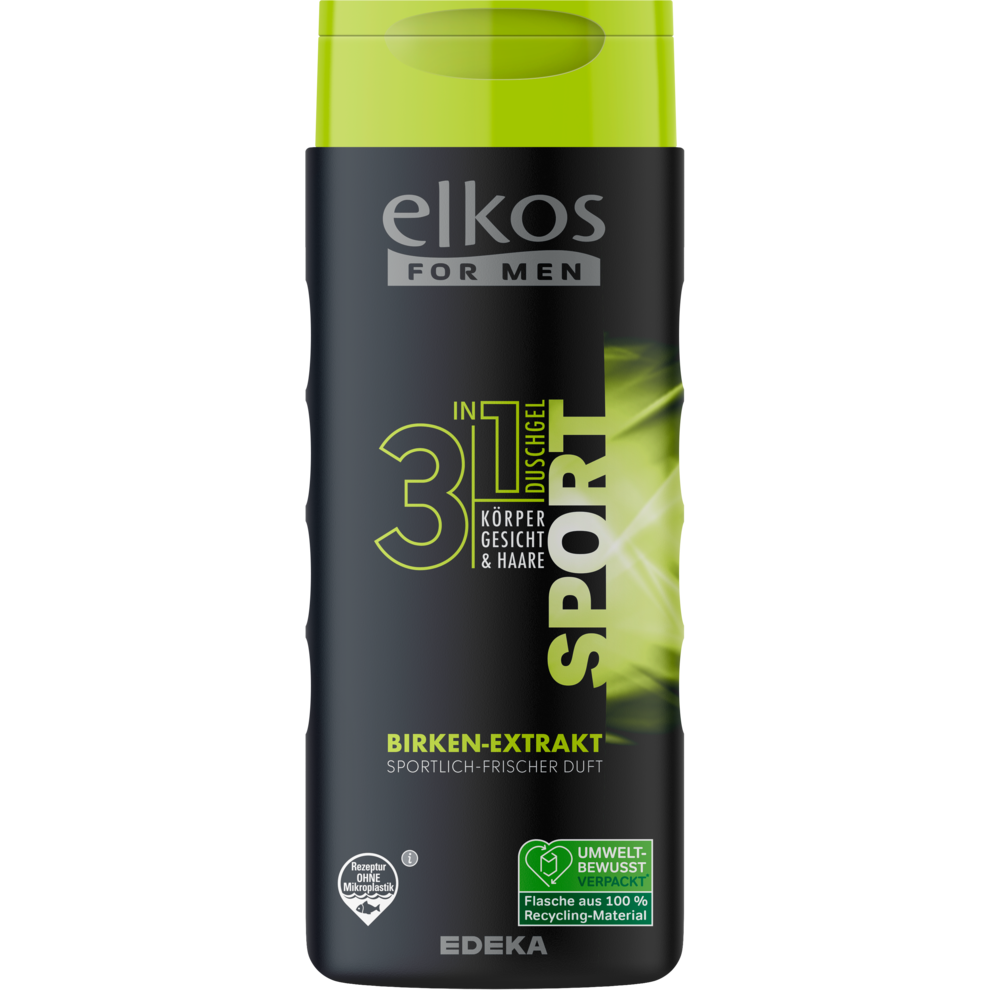 elkos
FOR MEN
3 IN 1
DUSCHGEL
KÖRPER
GESICHT
& HAARE
SPORT
BIRKEN-EXTRAKT
SPORTLICH-FRISCHER DUFT
Rezeptur
OHNE
Mikroplastik
i
UMWELT-
BEWUSST
VERPACKT*
Flasche aus 100 %
Recycling-Material
EDEKA